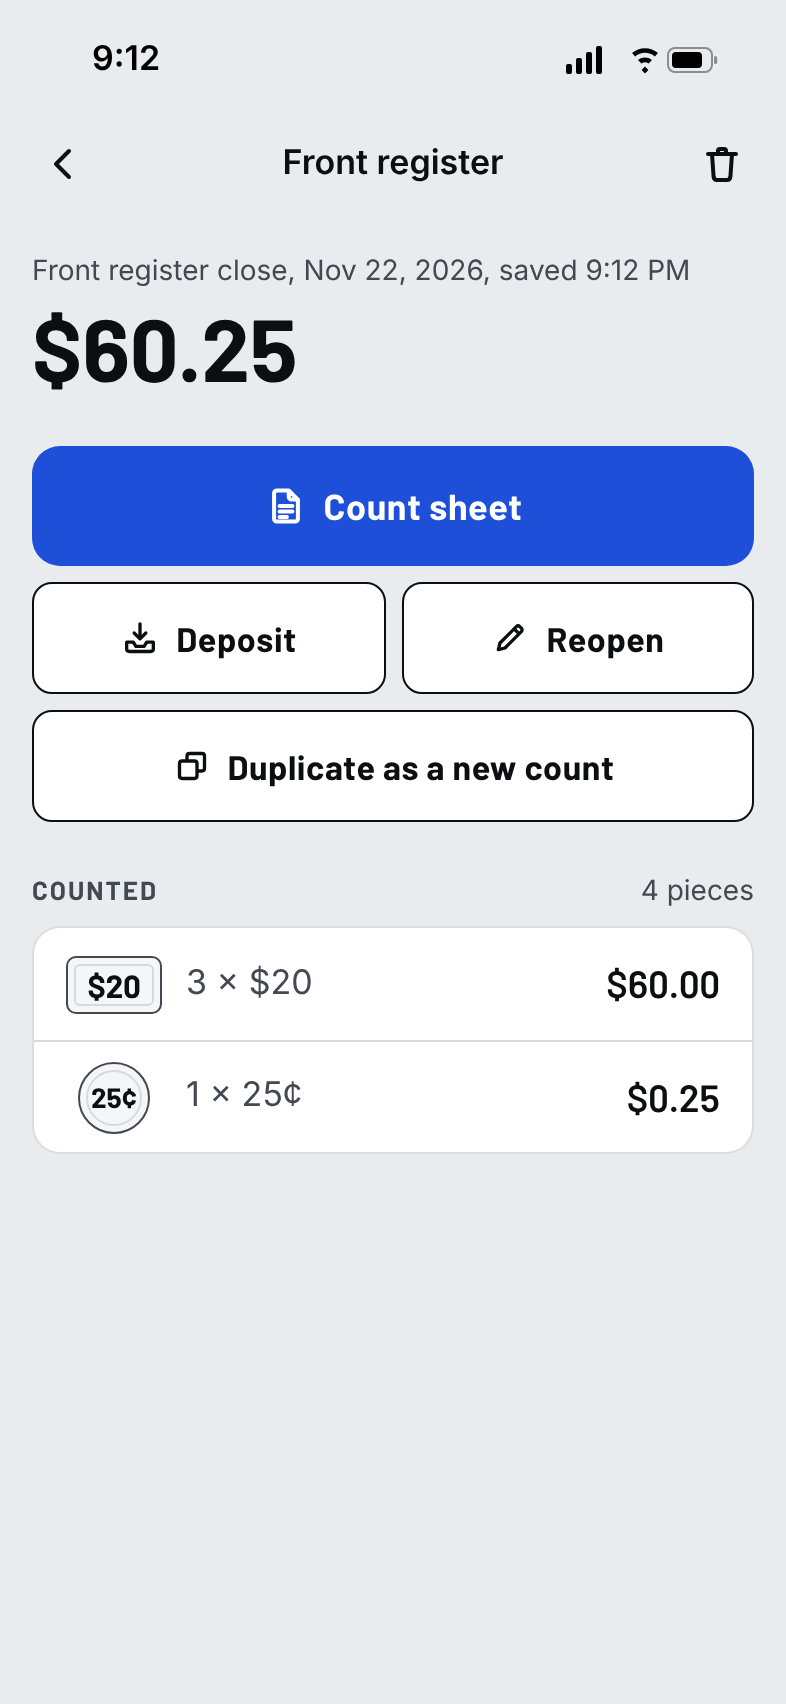 9:12
Front register
Front register close, Nov 22, 2026, saved 9:12 PM
$60.25
Count sheet
Deposit
Reopen
Duplicate as a new count
COUNTED
4 pieces
$20
3 × $20
$60.00
25¢
1 × 25¢
$0.25